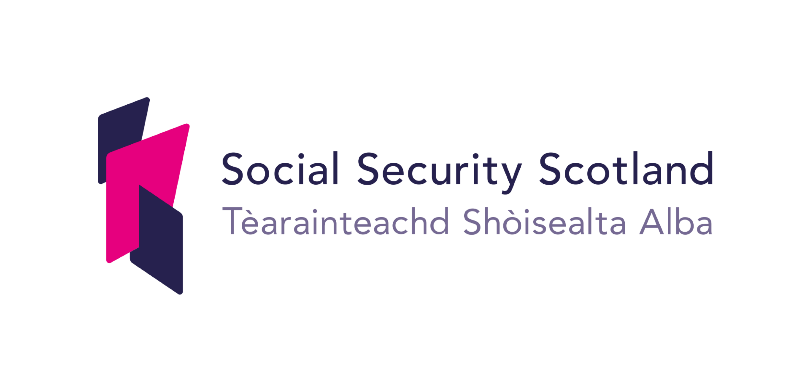 Social Security Scotland
Tèarainteachd Shòisealta Alba